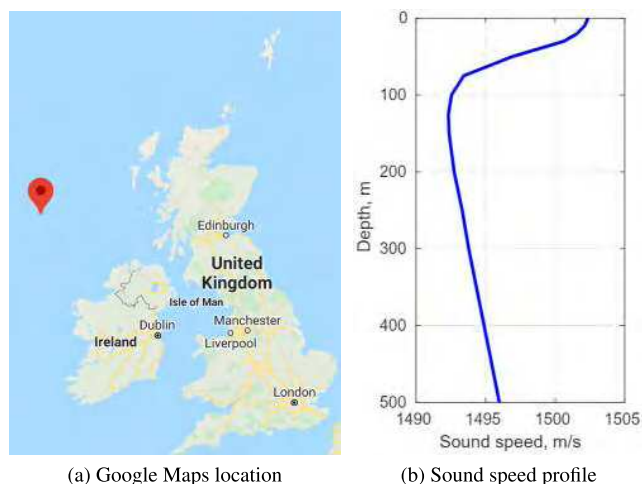 Edinburgh
United
Kingdom
Isle of Man
Dublin
Ireland
Manchester
Liverpool
London
(a) Google Maps location
0
100
200
300
400
500
Depth, m
1490 1495 1500 1505
Sound speed, m/s
(b) Sound speed profile